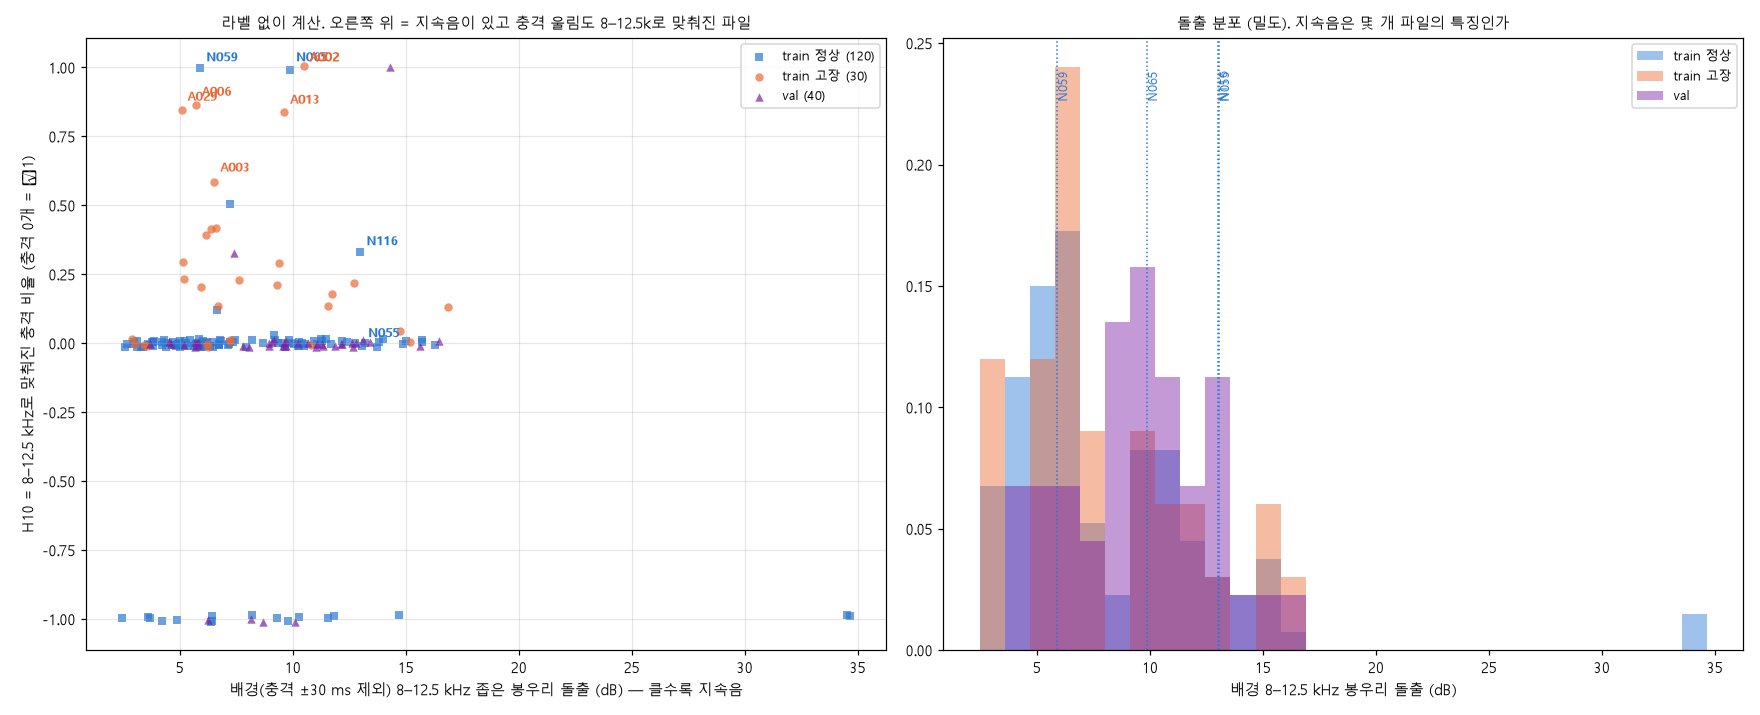 라벨 없이 계산. 오른쪽 위 = 지속음이 있고 충격 울림도 8–12.5k로 맞춰진 파일
H10 = 8–12.5 kHz로 맞춰진 충격 비율 (충격 0개 =
1)
1.00
0.75
0.50
0.25
0.00
-0.25
-0.50
-0.75
-1.00
N059
N065
A002
A006
A029
A013
A003
N116
N055
train 정상 (120)
train 고장 (30)
val (40)
5
10
15
20
25
30
35
배경(충격 ±30 ms 제외) 8–12.5 kHz 좁은 봉우리 돌출 (dB) — 클수록 지속음
돌출 분포 (밀도). 지속음은 몇 개 파일의 특징인가
0.25
0.20
0.15
0.10
0.05
0.00
N059
N065
train 정상
train 고장
val
5
10
15
20
25
30
35
배경 8–12.5 kHz 봉우리 돌출 (dB)